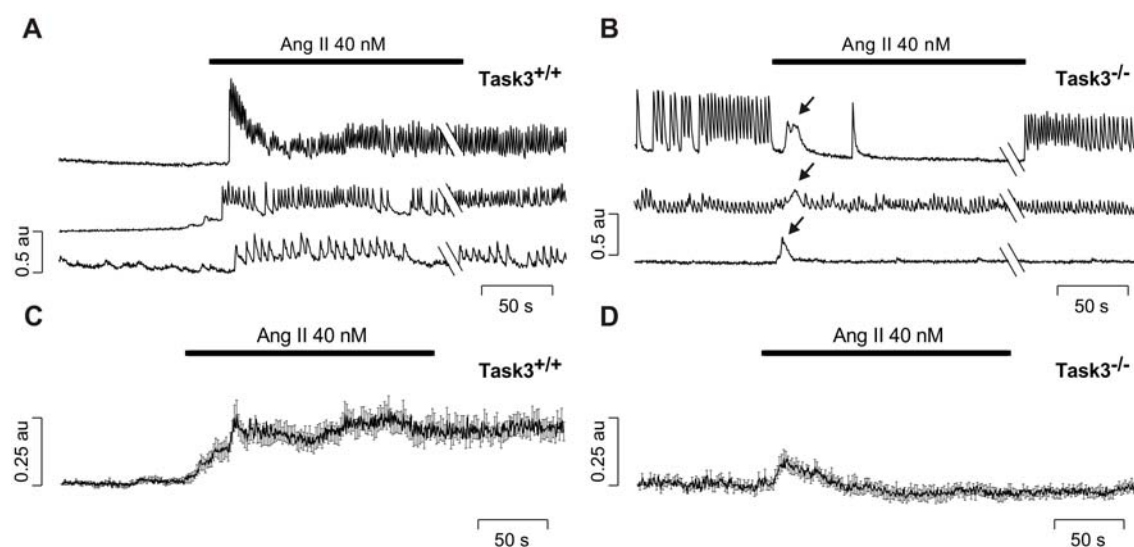 A
B
Ang II 40 nM
Ang II 40 nM
Task3+/+
Task3-/-
0.5 au
0.5 au
50 s
50 s
C
D
Ang II 40 nM
Ang II 40 nM
Task3+/+
Task3-/-
0.25 au
0.25 au
50 s
50 s